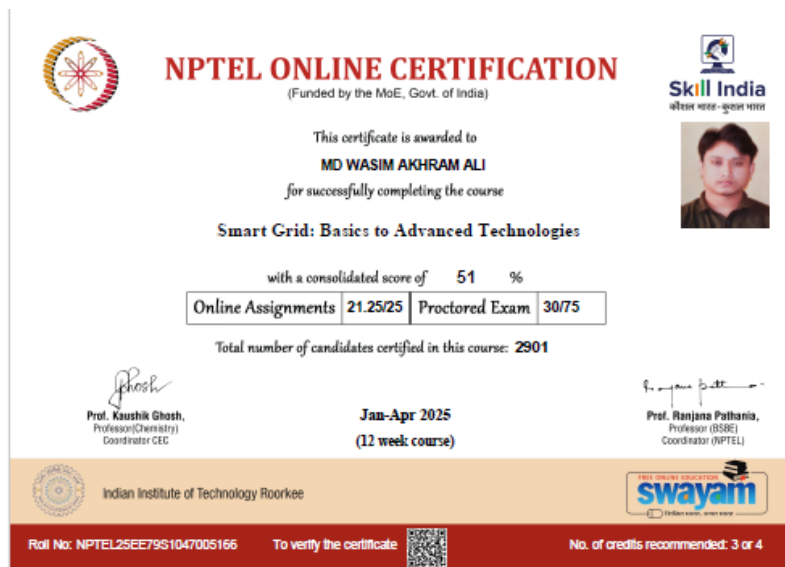 NPTEL ONLINE CERTIFICATION
(Funded by the MoE, Govt. of India)
Skill India
कौशल भारत - कुशल भारत
This certificate is awarded to
MD WASIM AKHRAM ALI
for successfully completing the course
Smart Grid: Basics to Advanced Technologies
with a consolidated score of 51 %
Online Assignments 21.25/25 Proctored Exam 30/75
Total number of candidates certified in this course: 2901
Ghosh
Prof. Kaushik Ghosh,
Professor(Chemistry)
Coordinator CEC
Jan-Apr 2025
(12 week course)
Prof. Ranjana Pathania,
Professor (BSBE)
Coordinator (NPTEL)
Indian Institute of Technology Roorkee
FREE ONLINE EDUCATION
swayam
Roll No: NPTEL25EE79S1047005166 To verify the certificate No. of credits recommended: 3 or 4